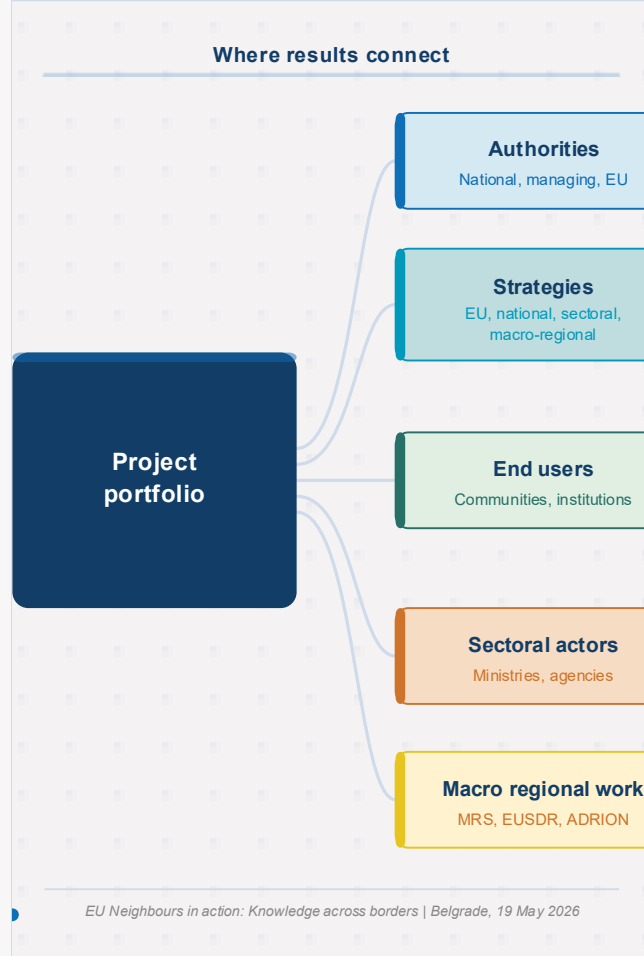 Where results connect
Authorities
National, managing, EU
Strategies
EU, national, sectoral,
macro-regional
Project
portfolio
End users
Communities, institutions
Sectoral actors
Ministries, agencies
Macro regional work
MRS, EUSDR, ADRION
EU Neighbours in action: Knowledge across borders | Belgrade, 19 May 2026